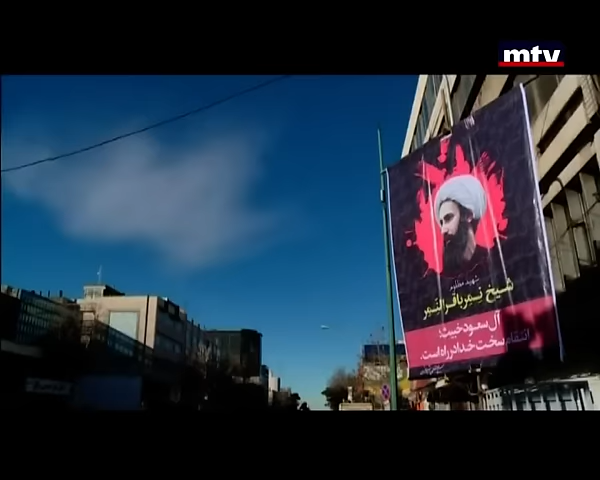 mtv
شهید مظلوم
شیخ نمر باقر النمر
آل سعود خبیث؛
انتقام سخت خدا در راه است.